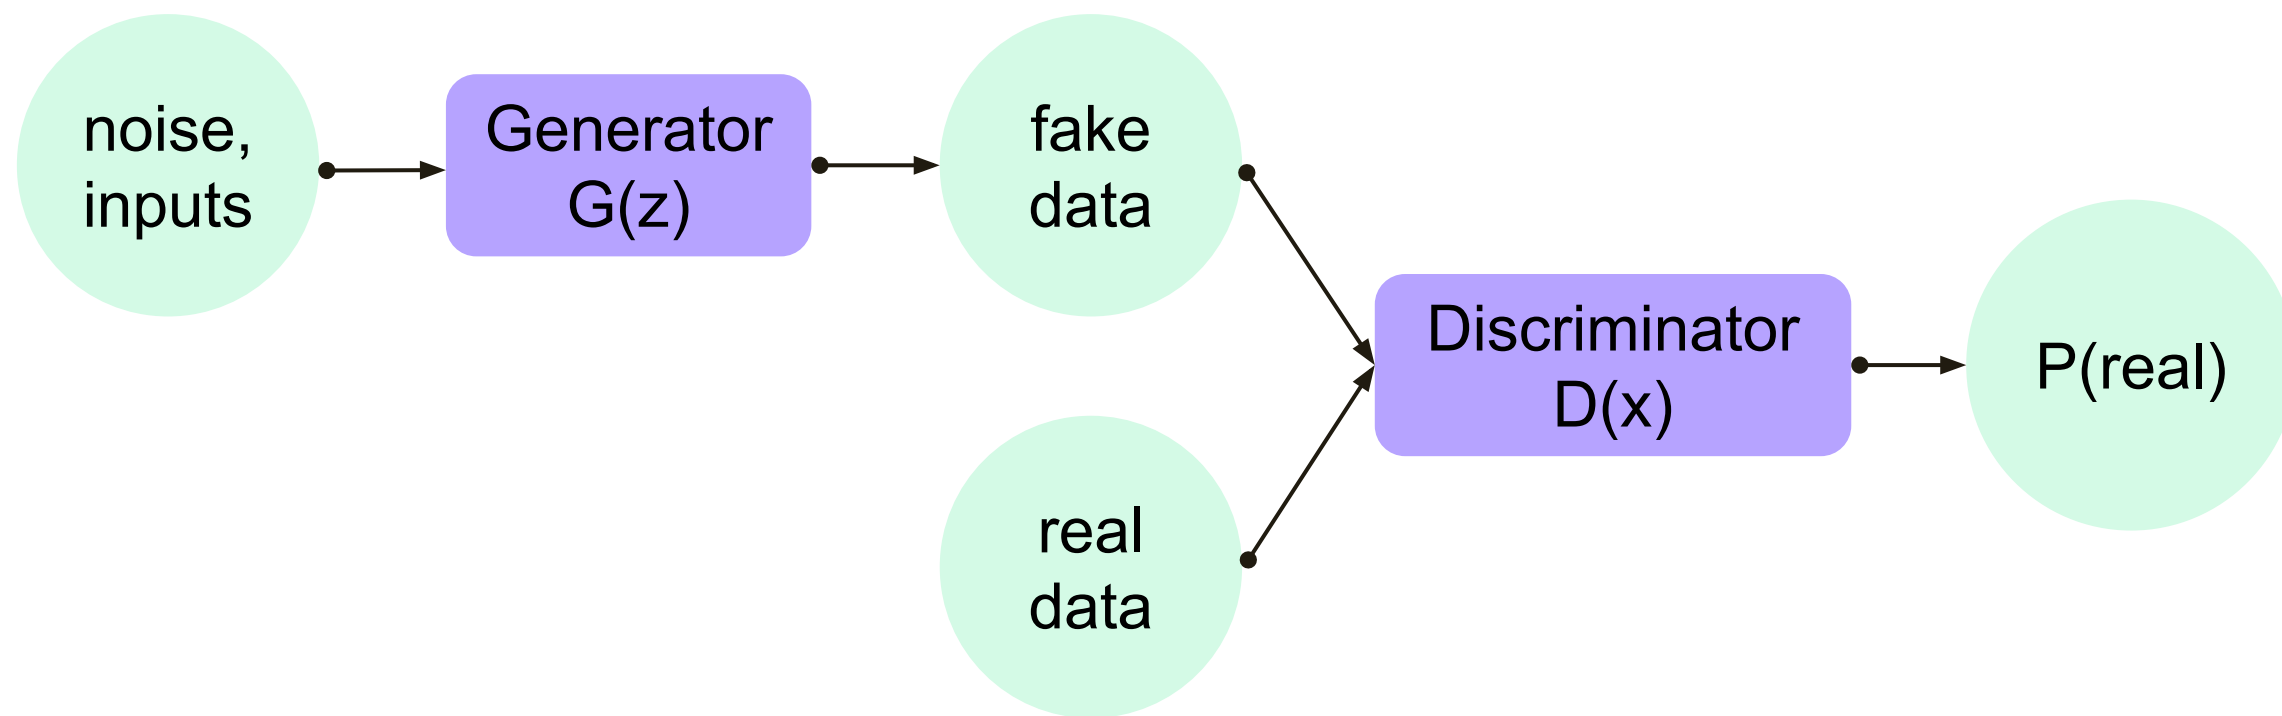 noise,
inputs
Generator
G(z)
fake
data
real
data
Discriminator
D(x)
P(real)